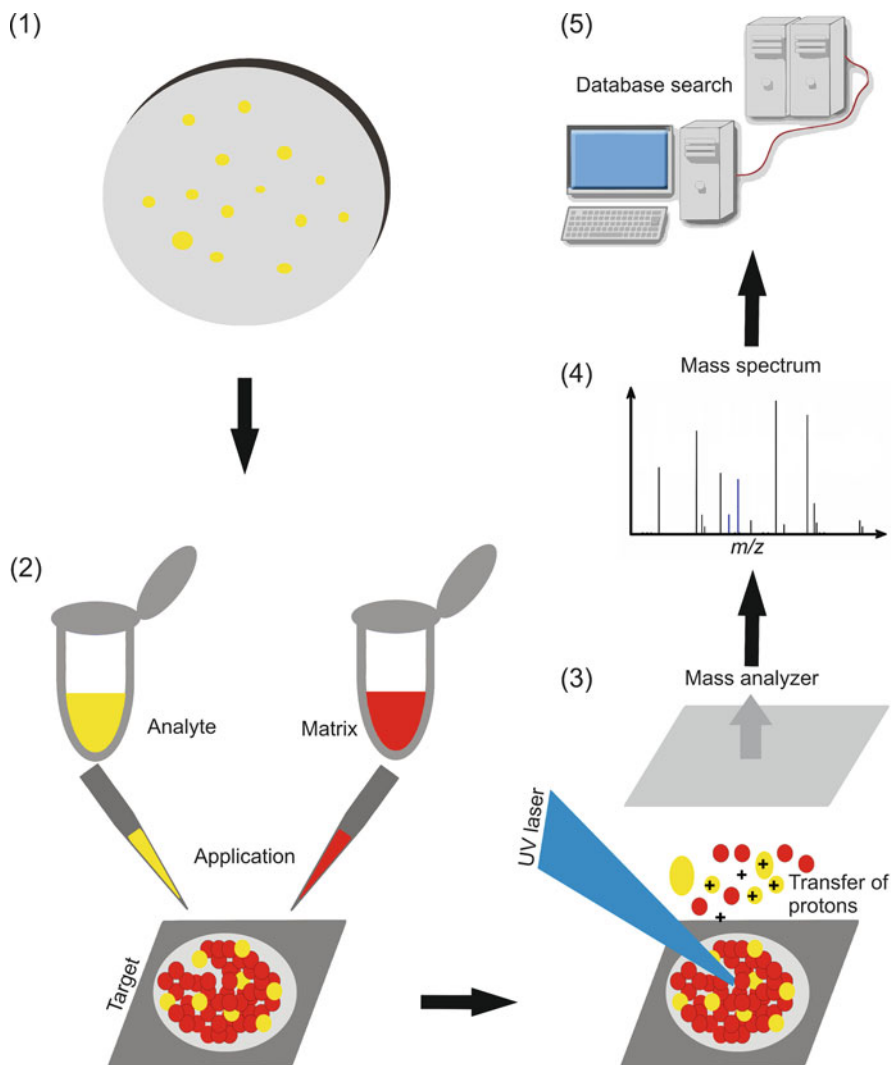 (1)
(2)
Analyte
Matrix
Application
Target
(3)
Mass analyzer
UV laser
Transfer of
protons
(4)
Mass spectrum
m/z
(5)
Database search